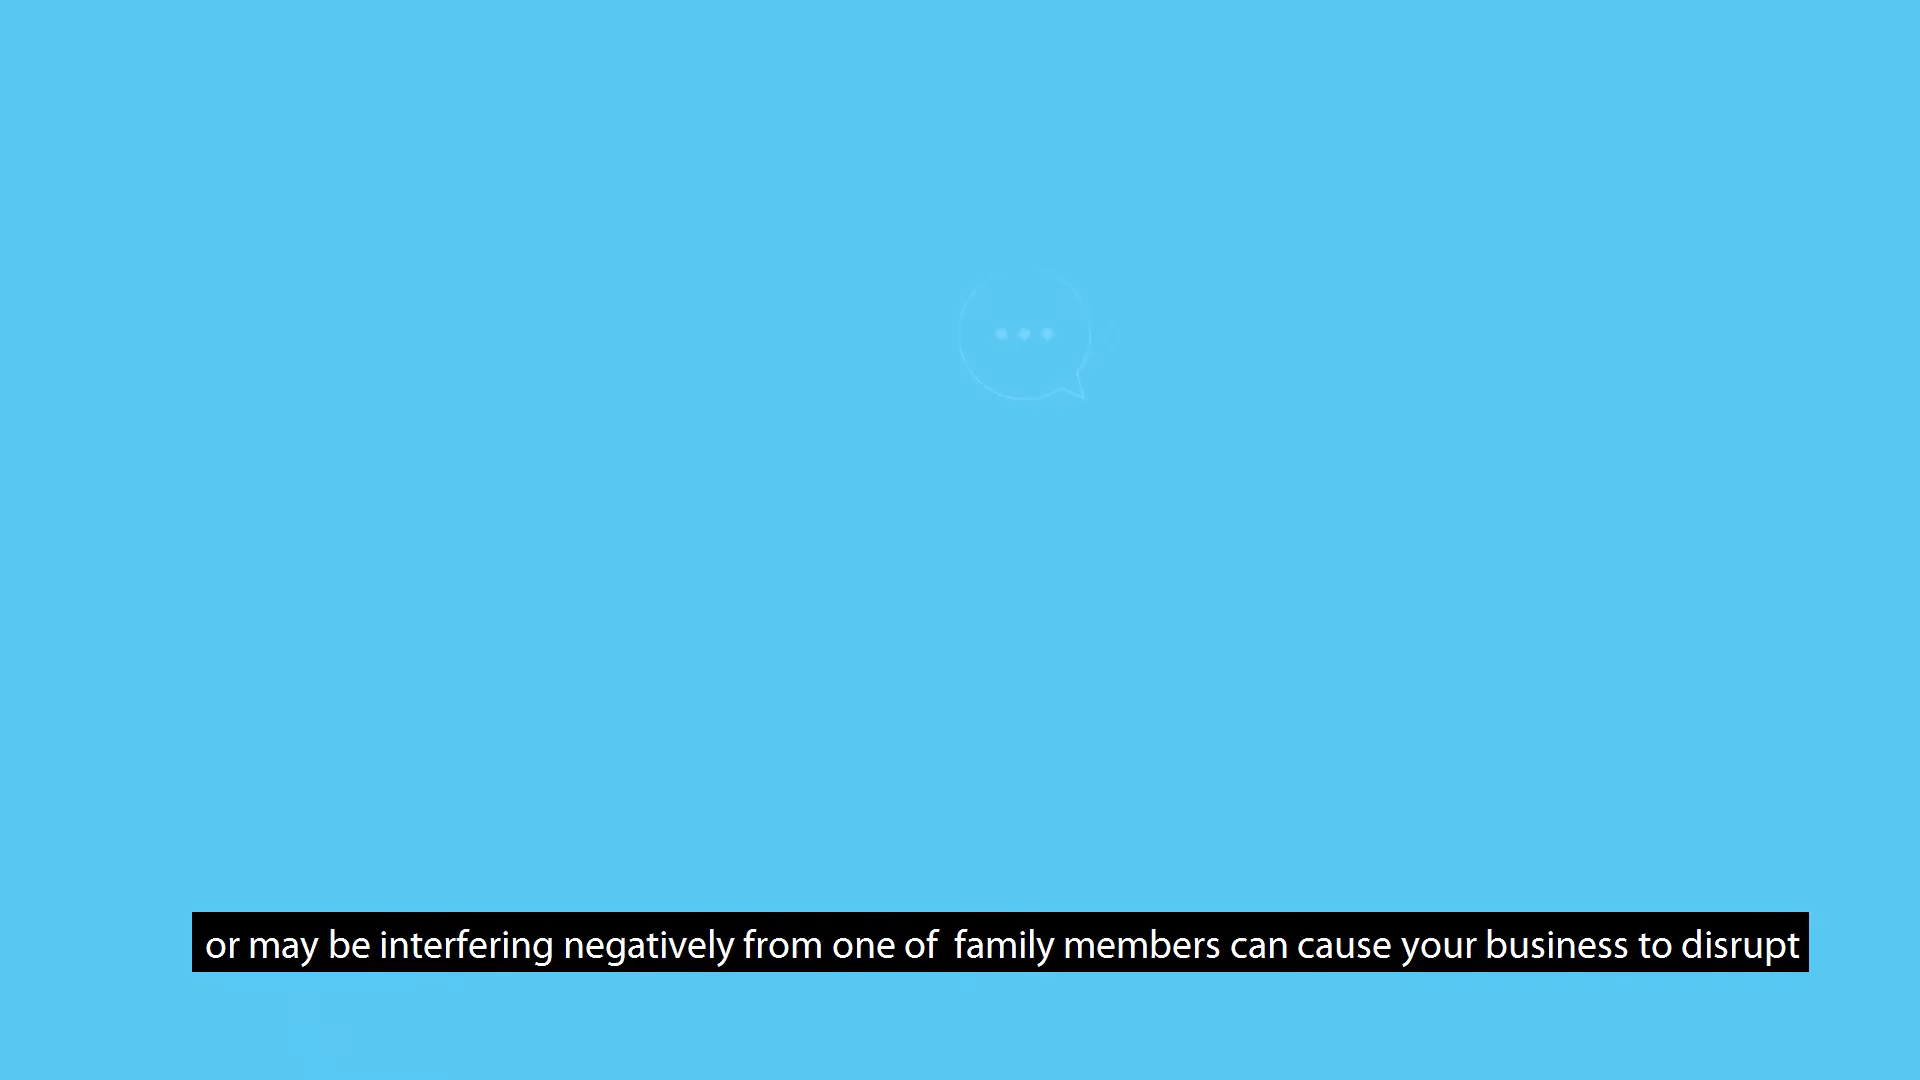 or may be interfering negatively from one of  family members can cause your business to disrupt